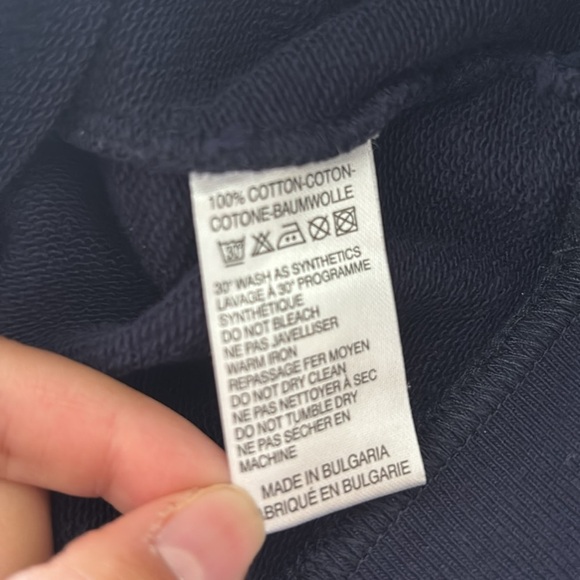 100% COTTON-COTON-
COTONE-BAUMWOLLE
30°
30° WASH AS SYNTHETICS
LAVAGE À 30° PROGRAMME
SYNTHÉTIQUE
DO NOT BLEACH
NE PAS JAVELLISER
WARM IRON
REPASSAGE FER MOYEN
DO NOT DRY CLEAN
NE PAS NETTOYER À SEC
DO NOT TUMBLE DRY
NE PAS SÉCHER EN
MACHINE
MADE IN BULGARIA
BRIQUÉ EN BULGARIE